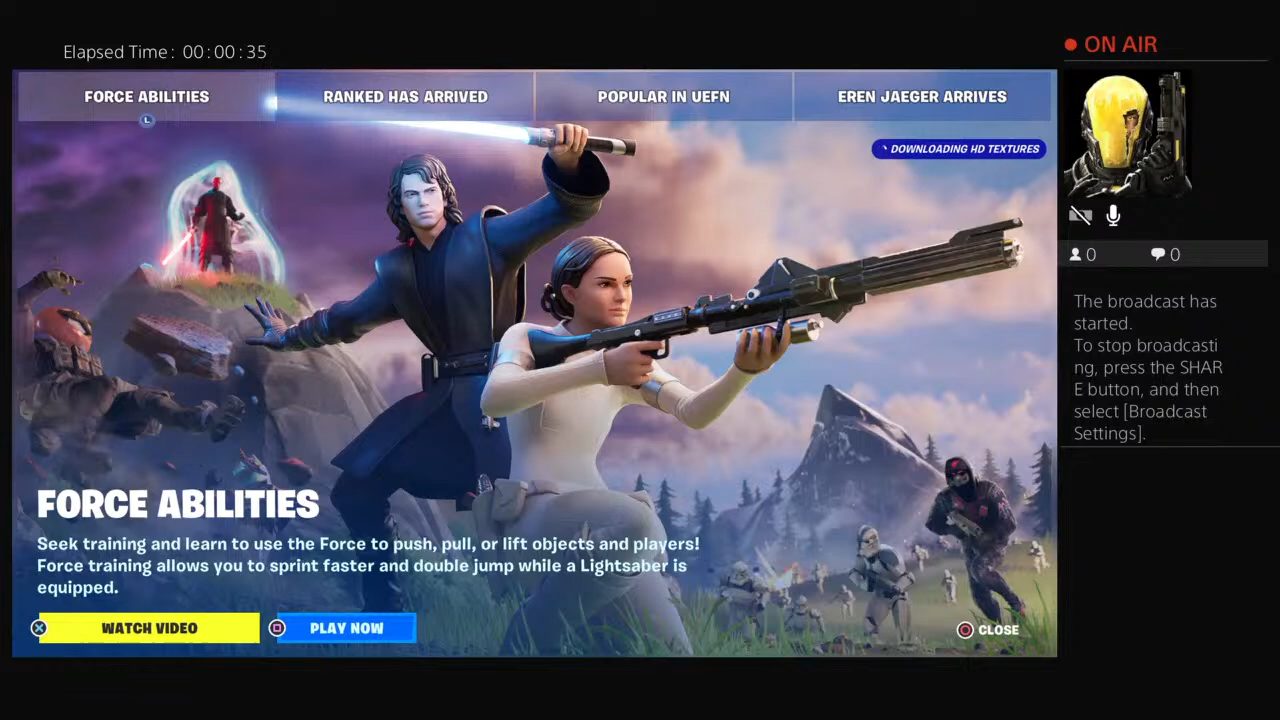 Elapsed Time: 00:00:35
ON AIR
FORCE ABILITIES
RANKED HAS ARRIVED
POPULAR IN UEFN
EREN JAEGER ARRIVES
L
DOWNLOADING HD TEXTURES
0
0
The broadcast has
started.
To stop broadcasti
ng, press the SHAR
E button, and then
select [Broadcast
Settings].
FORCE ABILITIES
Seek training and learn to use the Force to push, pull, or lift objects and players!
Force training allows you to sprint faster and double jump while a Lightsaber is
equipped.
WATCH VIDEO
PLAY NOW
CLOSE